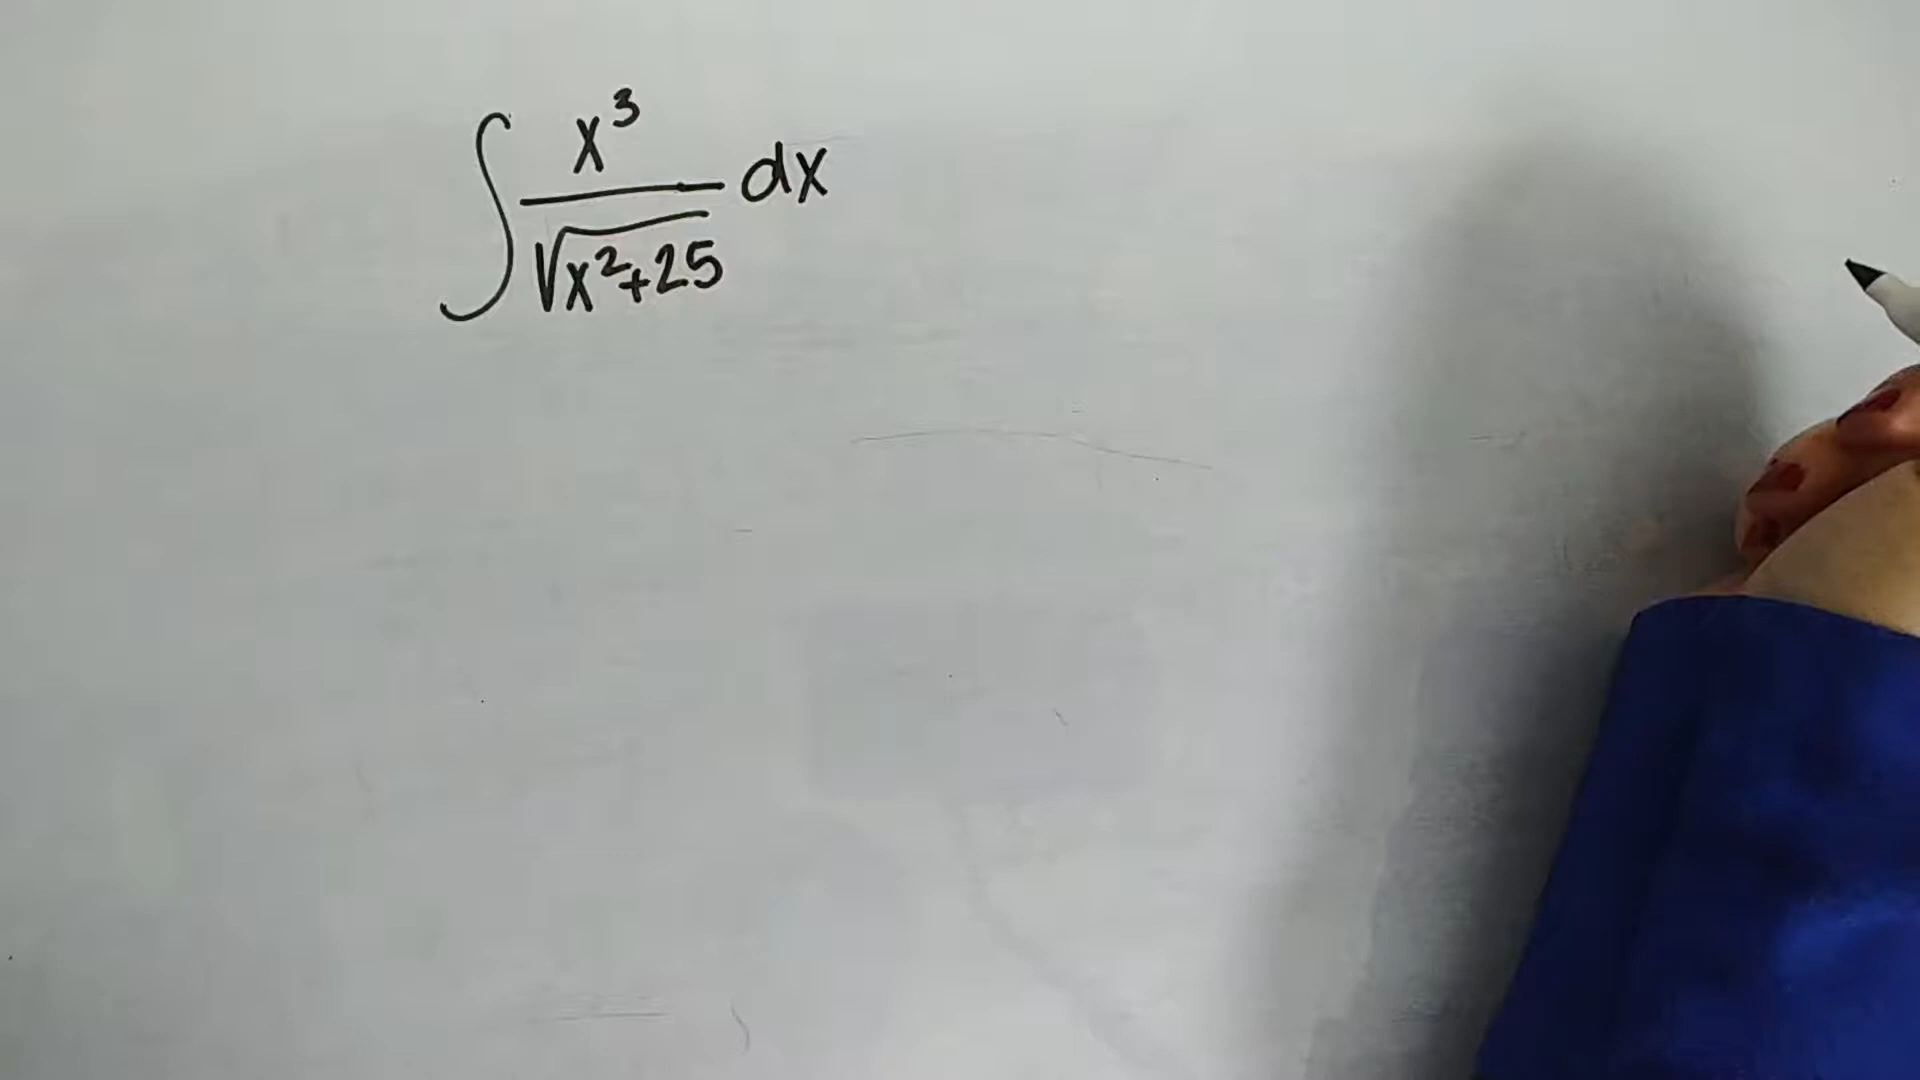 ∫ x³/√(x²+25) dx